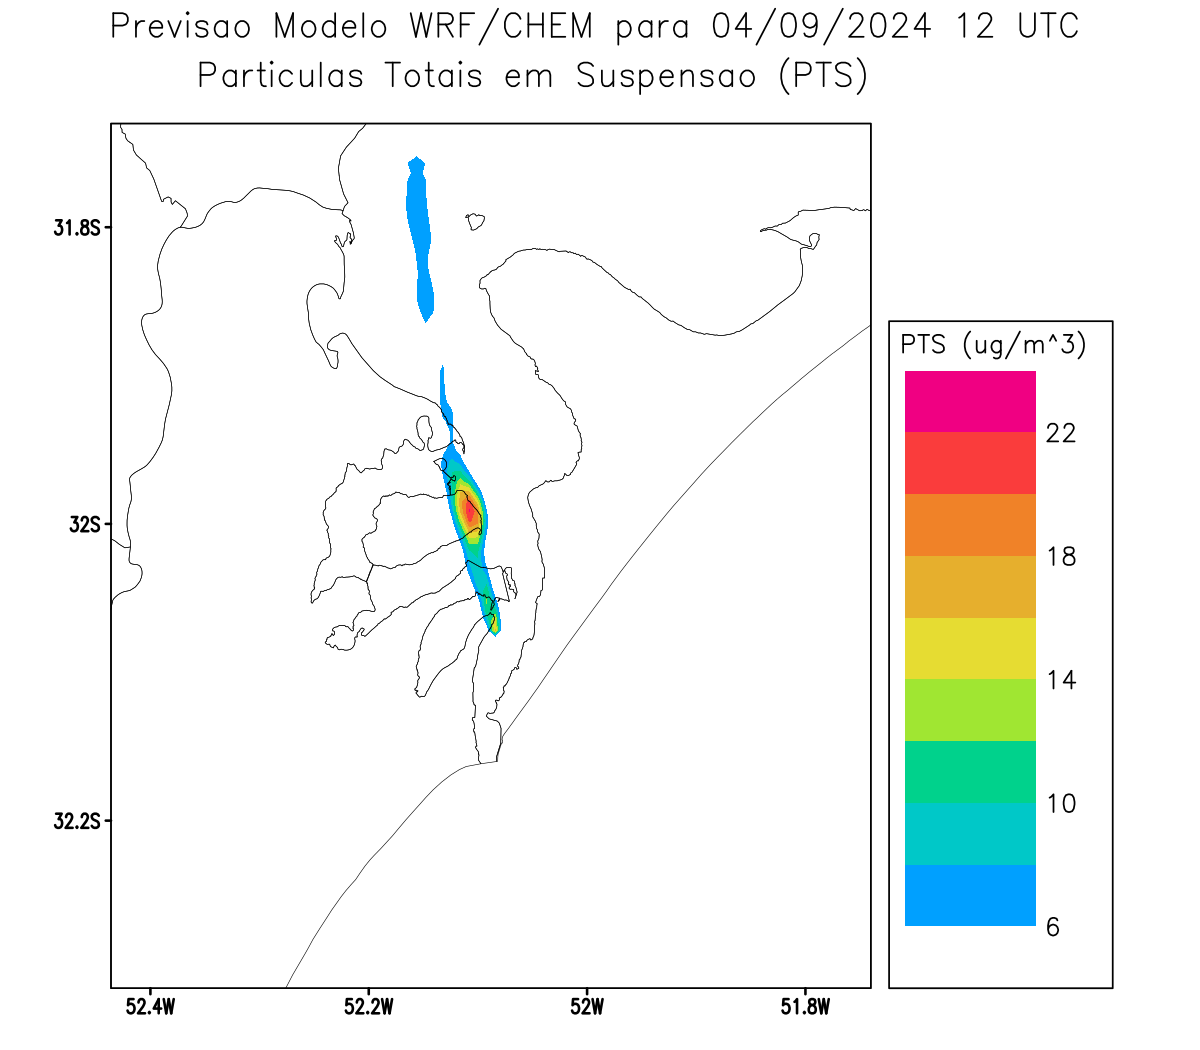 Previsao Modelo WRF/CHEM para 04/09/2024 12 UTC
Particulas Totais em Suspensao (PTS)
31.8S
32S
32.2S
52.4W
52.2W
52W
51.8W
PTS (ug/m^3)
22
18
14
10
6